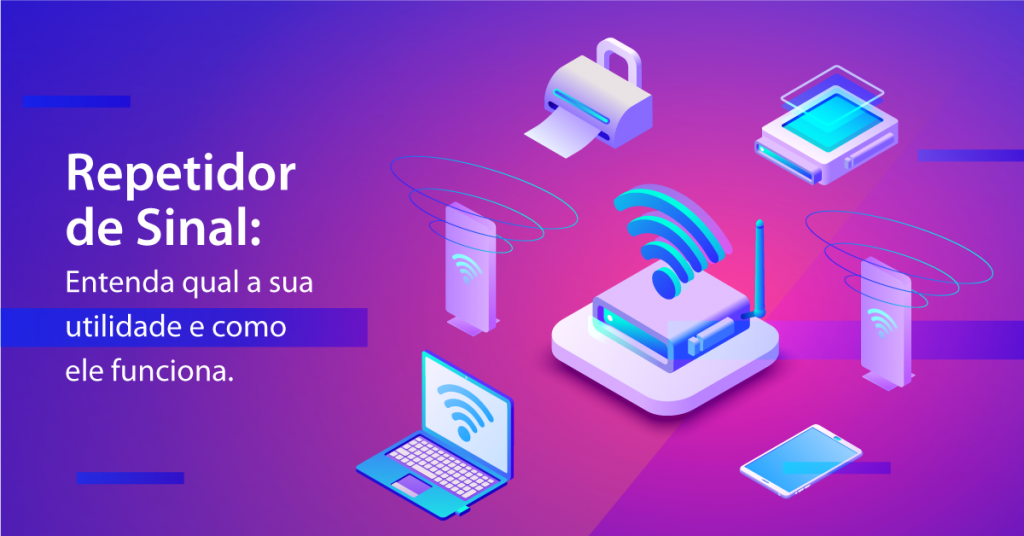 Repetidor
de Sinal:
Entenda qual a sua
utilidade e como
ele funciona.